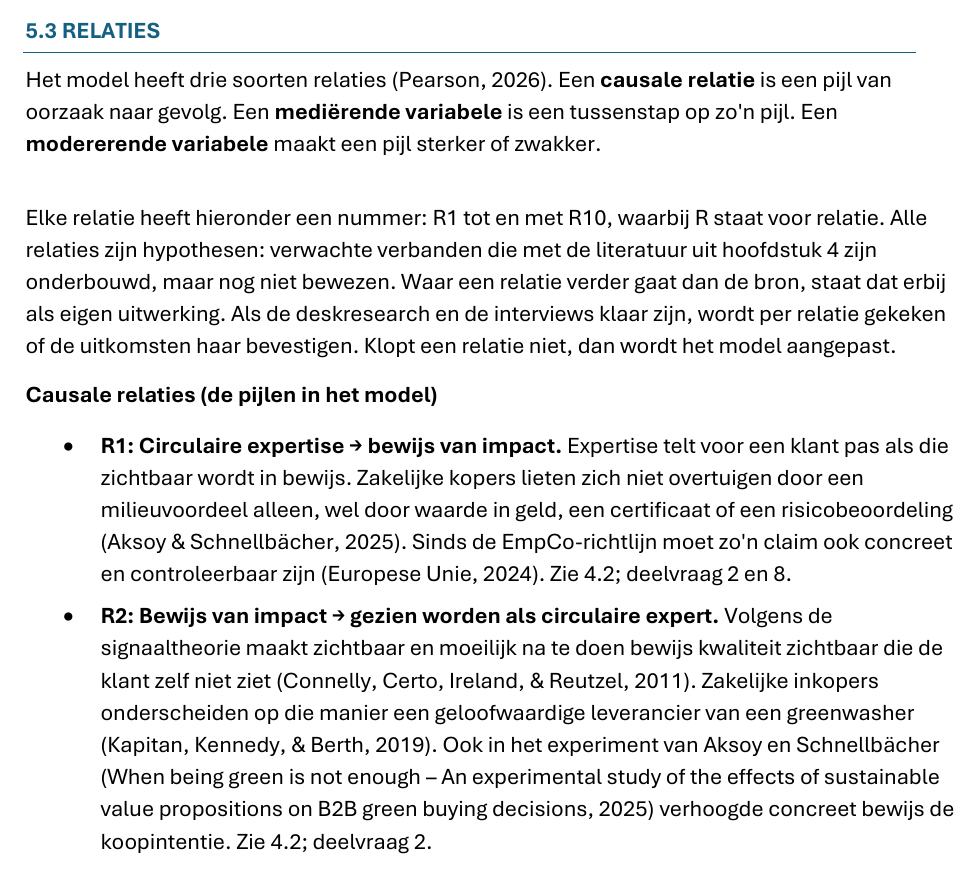 5.3 RELATIES
Het model heeft drie soorten relaties (Pearson, 2026). Een causale relatie is een pijl van
oorzaak naar gevolg. Een mediërende variabele is een tussenstap op zo'n pijl. Een
modererende variabele maakt een pijl sterker of zwakker.
Elke relatie heeft hieronder een nummer: R1 tot en met R10, waarbij R staat voor relatie. Alle
relaties zijn hypothesen: verwachte verbanden die met de literatuur uit hoofdstuk 4 zijn
onderbouwd, maar nog niet bewezen. Waar een relatie verder gaat dan de bron, staat dat erbij
als eigen uitwerking. Als de deskresearch en de interviews klaar zijn, wordt per relatie gekeken
of de uitkomsten haar bevestigen. Klopt een relatie niet, dan wordt het model aangepast.
Causale relaties (de pijlen in het model)
• R1: Circulaire expertise → bewijs van impact. Expertise telt voor een klant pas als die
zichtbaar wordt in bewijs. Zakelijke kopers lieten zich niet overtuigen door een
milieuvoordeel alleen, wel door waarde in geld, een certificaat of een risicobeoordeling
(Aksoy & Schnellbächer, 2025). Sinds de EmpCo-richtlijn moet zo'n claim ook concreet
en controleerbaar zijn (Europese Unie, 2024). Zie 4.2; deelvraag 2 en 8.
• R2: Bewijs van impact → gezien worden als circulaire expert. Volgens de
signaaltheorie maakt zichtbaar en moeilijk na te doen bewijs kwaliteit zichtbaar die de
klant zelf niet ziet (Connelly, Certo, Ireland, & Reutzel, 2011). Zakelijke inkopers
onderscheiden op die manier een geloofwaardige leverancier van een greenwasher
(Kapitan, Kennedy, & Berth, 2019). Ook in het experiment van Aksoy en Schnellbächer
(When being green is not enough – An experimental study of the effects of sustainable
value propositions on B2B green buying decisions, 2025) verhoogde concreet bewijs de
koopintentie. Zie 4.2; deelvraag 2.